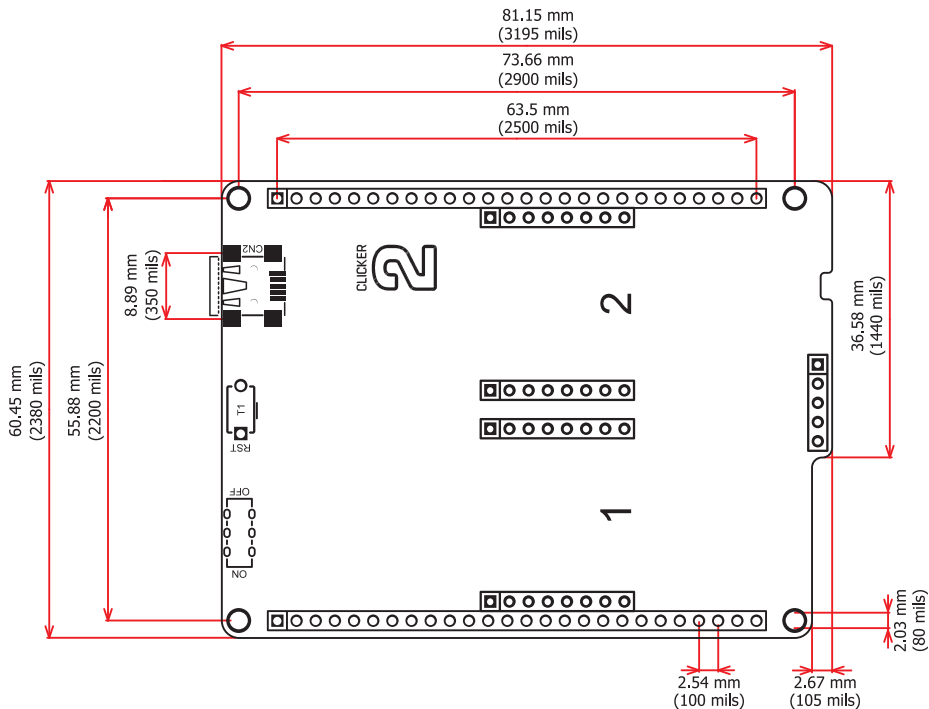 81.15 mm
(3195 mils)
73.66 mm
(2900 mils)
63.5 mm
(2500 mils)
CN2
CLICKER
2
8.89 mm
(350 mils)
2
36.58 mm
(1440 mils)
60.45 mm
(2380 mils)
55.88 mm
(2200 mils)
T1
RST
OFF
1
ON
2.03 mm
(80 mils)
2.54 mm
(100 mils)
2.67 mm
(105 mils)